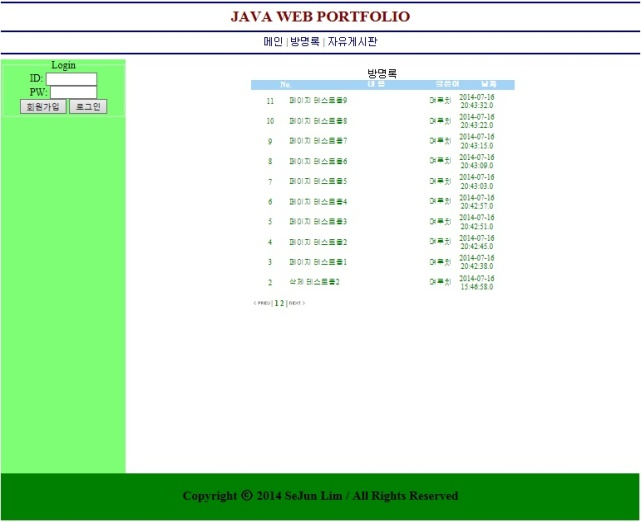 JAVA WEB PORTFOLIO
메인 | 방명록 | 자유게시판
Login
ID:
PW:
회원가입 로그인
방명록
No. 내 용 글쓴이 날 짜
11 페이지 테스트용9 2014-07-16 20:43:32.0
10 페이지 테스트용8 2014-07-16 20:43:22.0
9 페이지 테스트용7 2014-07-16 20:43:15.0
8 페이지 테스트용6 2014-07-16 20:43:09.0
7 페이지 테스트용5 2014-07-16 20:43:03.0
6 페이지 테스트용4 2014-07-16 20:42:57.0
5 페이지 테스트용3 2014-07-16 20:42:51.0
4 페이지 테스트용2 2014-07-16 20:42:45.0
3 페이지 테스트용1 2014-07-16 20:42:38.0
2 삭제 테스트용2 2014-07-16 15:46:58.0
< PREV | 1 2 | NEXT >
Copyright © 2014 SeJun Lim / All Rights Reserved